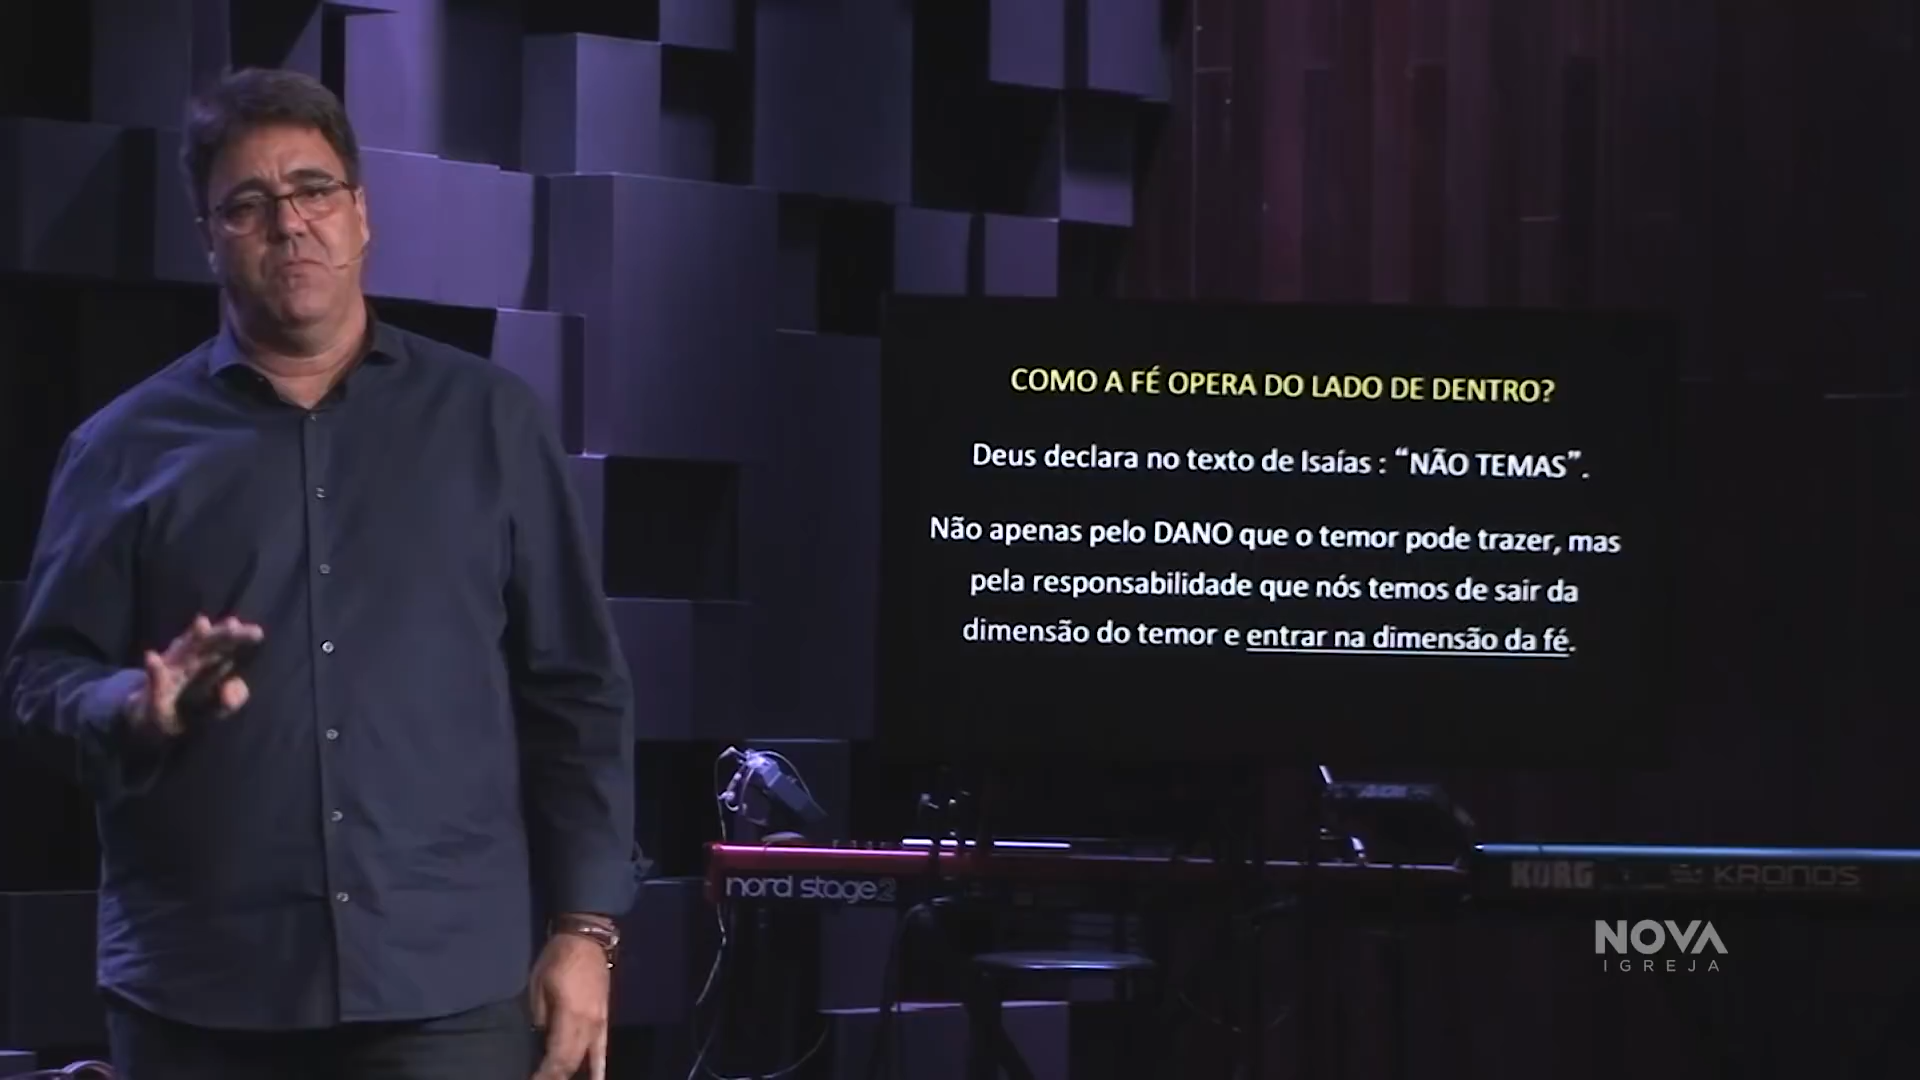 COMO A FÉ OPERA DO LADO DE DENTRO?
Deus declara no texto de Isaías : “NÃO TEMAS”.
Não apenas pelo DANO que o temor pode trazer, mas
pela responsabilidade que nós temos de sair da
dimensão do temor e entrar na dimensão da fé.
nord stage 2
KORG KRONOS
NOVA
IGREJA